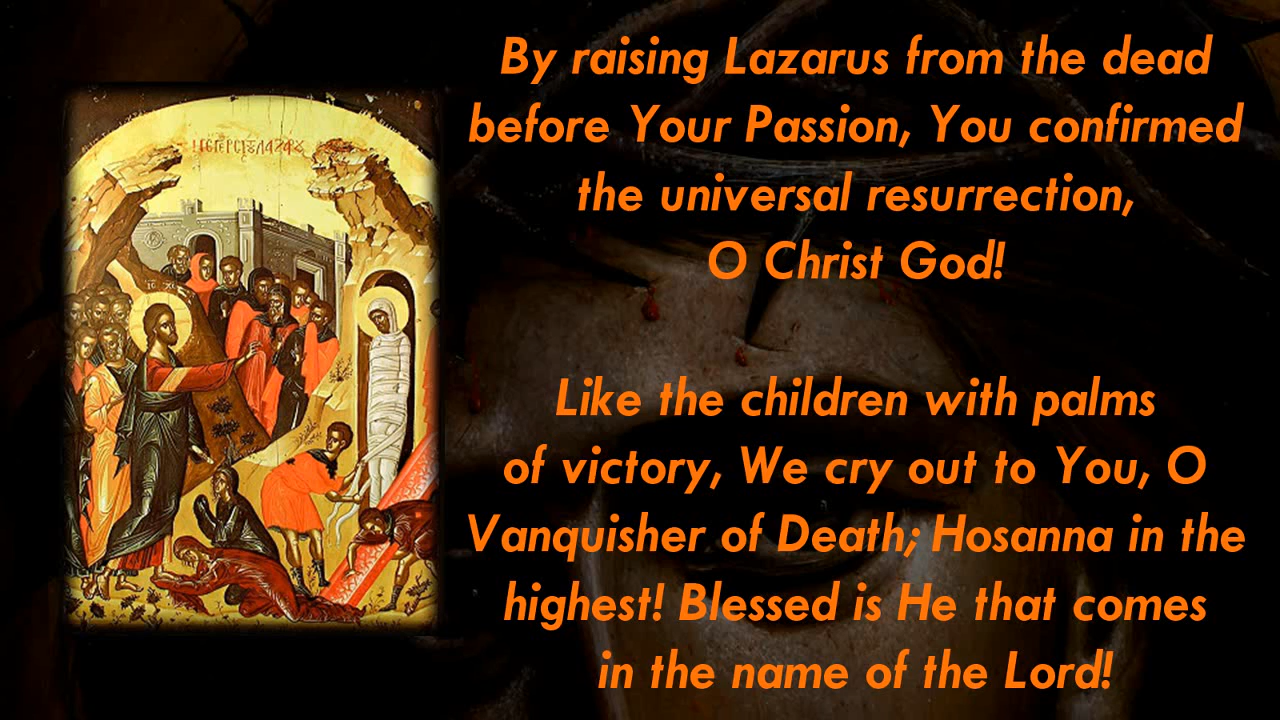 By raising Lazarus from the dead
before Your Passion, You confirmed
the universal resurrection,
O Christ God!
Like the children with palms
of victory, We cry out to You, O
Vanquisher of Death; Hosanna in the
highest! Blessed is He that comes
in the name of the Lord!